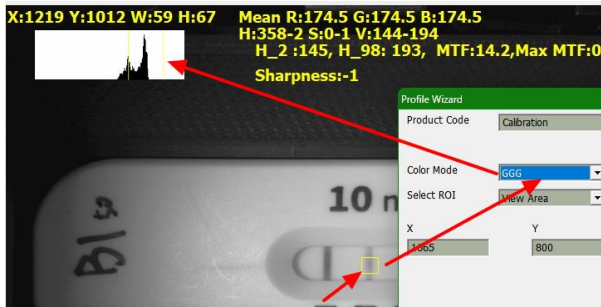 X:1219 Y:1012 W:59 H:67
Mean R:174.5 G:174.5 B:174.5
H:358-2 S:0-1 V:144-194
H_2 :145, H_98: 193, MTF:14.2,Max MTF:0
Sharpness:-1
Profile Wizard
Product Code
Calibration
Color Mode
GGG
Select ROI
View Area
X
Y
1665
800
10